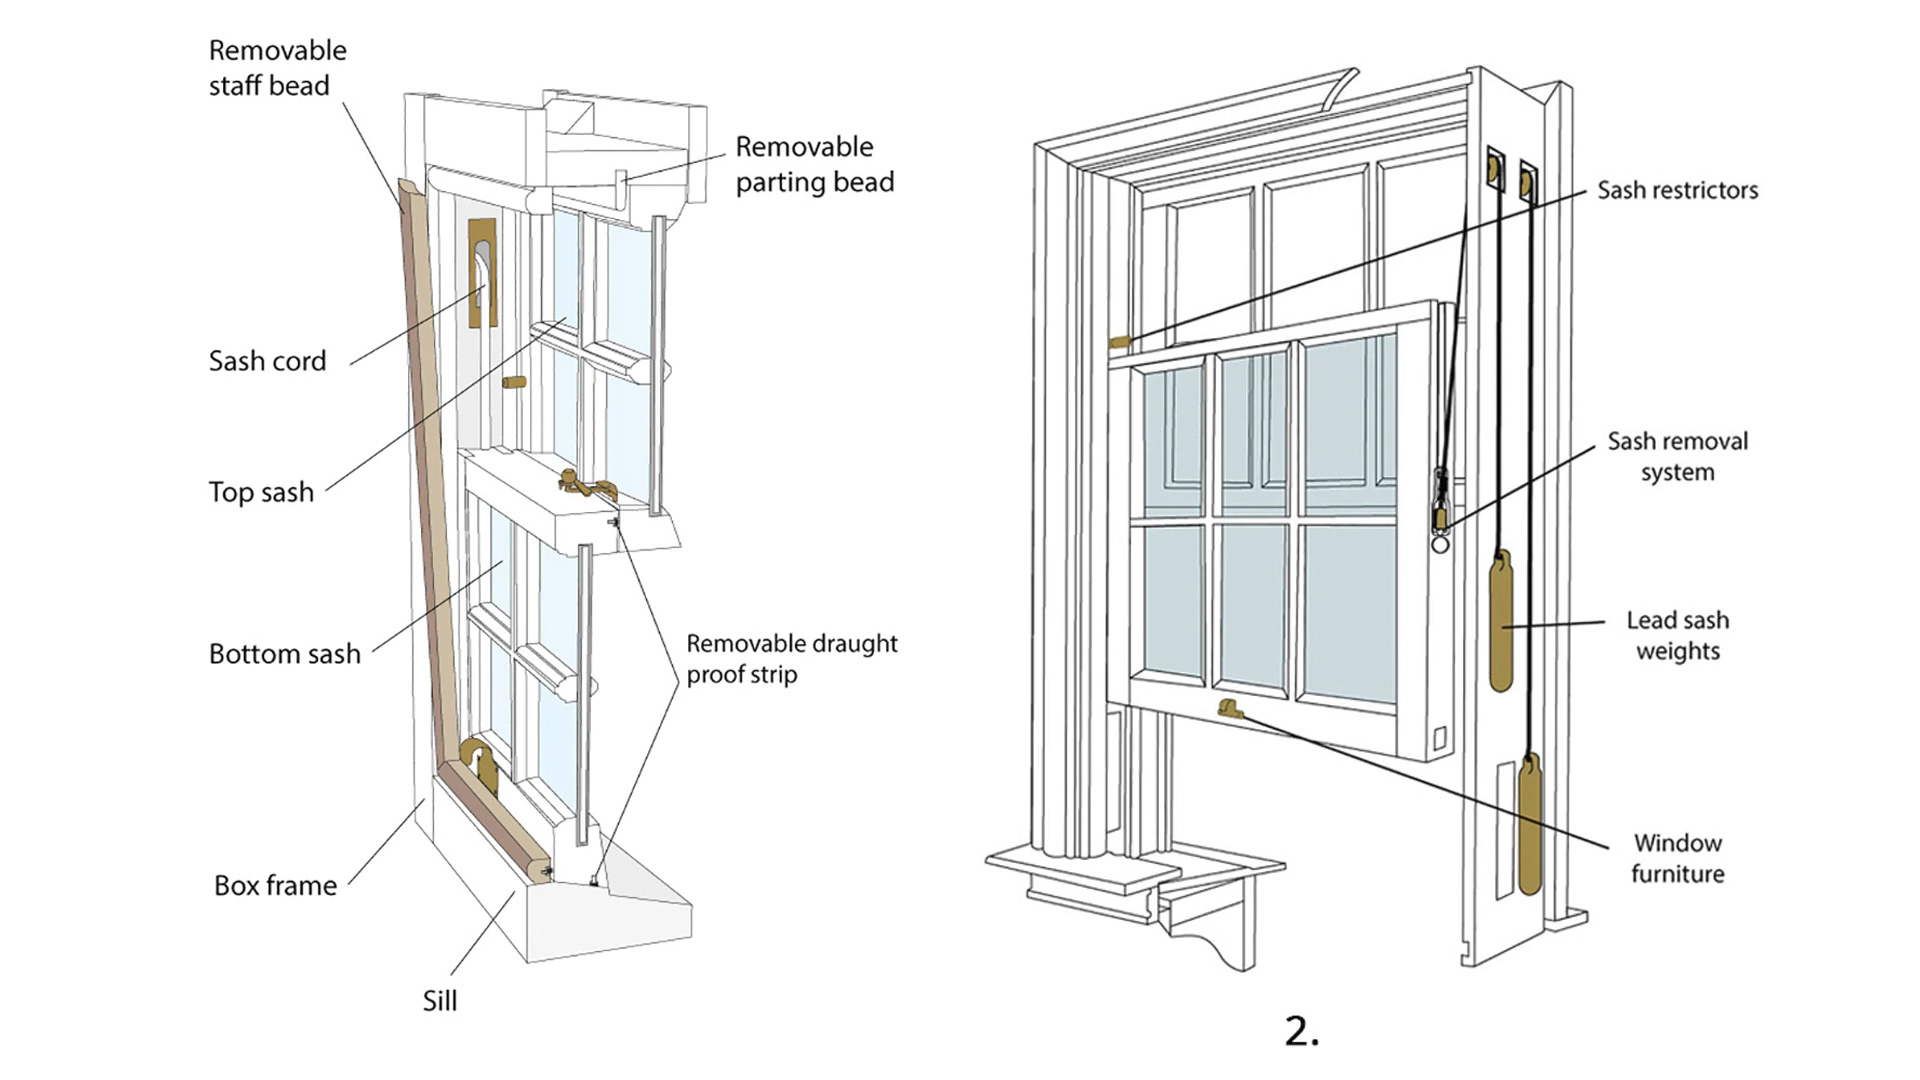 Removable
staff bead
Removable
parting bead
Sash cord
Top sash
Bottom sash
Removable draught
proof strip
Box frame
Sill
Sash restrictors
Sash removal
system
Lead sash
weights
Window
furniture
2.